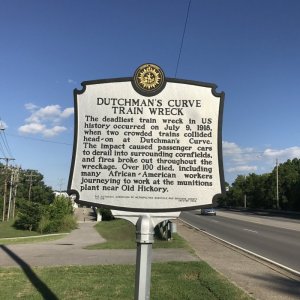 DUTCHMAN'S CURVE
TRAIN WRECK
The deadliest train wreck in US
history occurred on July 9, 1918,
when two crowded trains collided
head-on at Dutchman's Curve.
The impact caused passenger cars
to derail into surrounding cornfields,
and fires broke out throughout the
wreckage. Over 100 died, including
many African-American workers
journeying to work at the munitions
plant near Old Hickory.